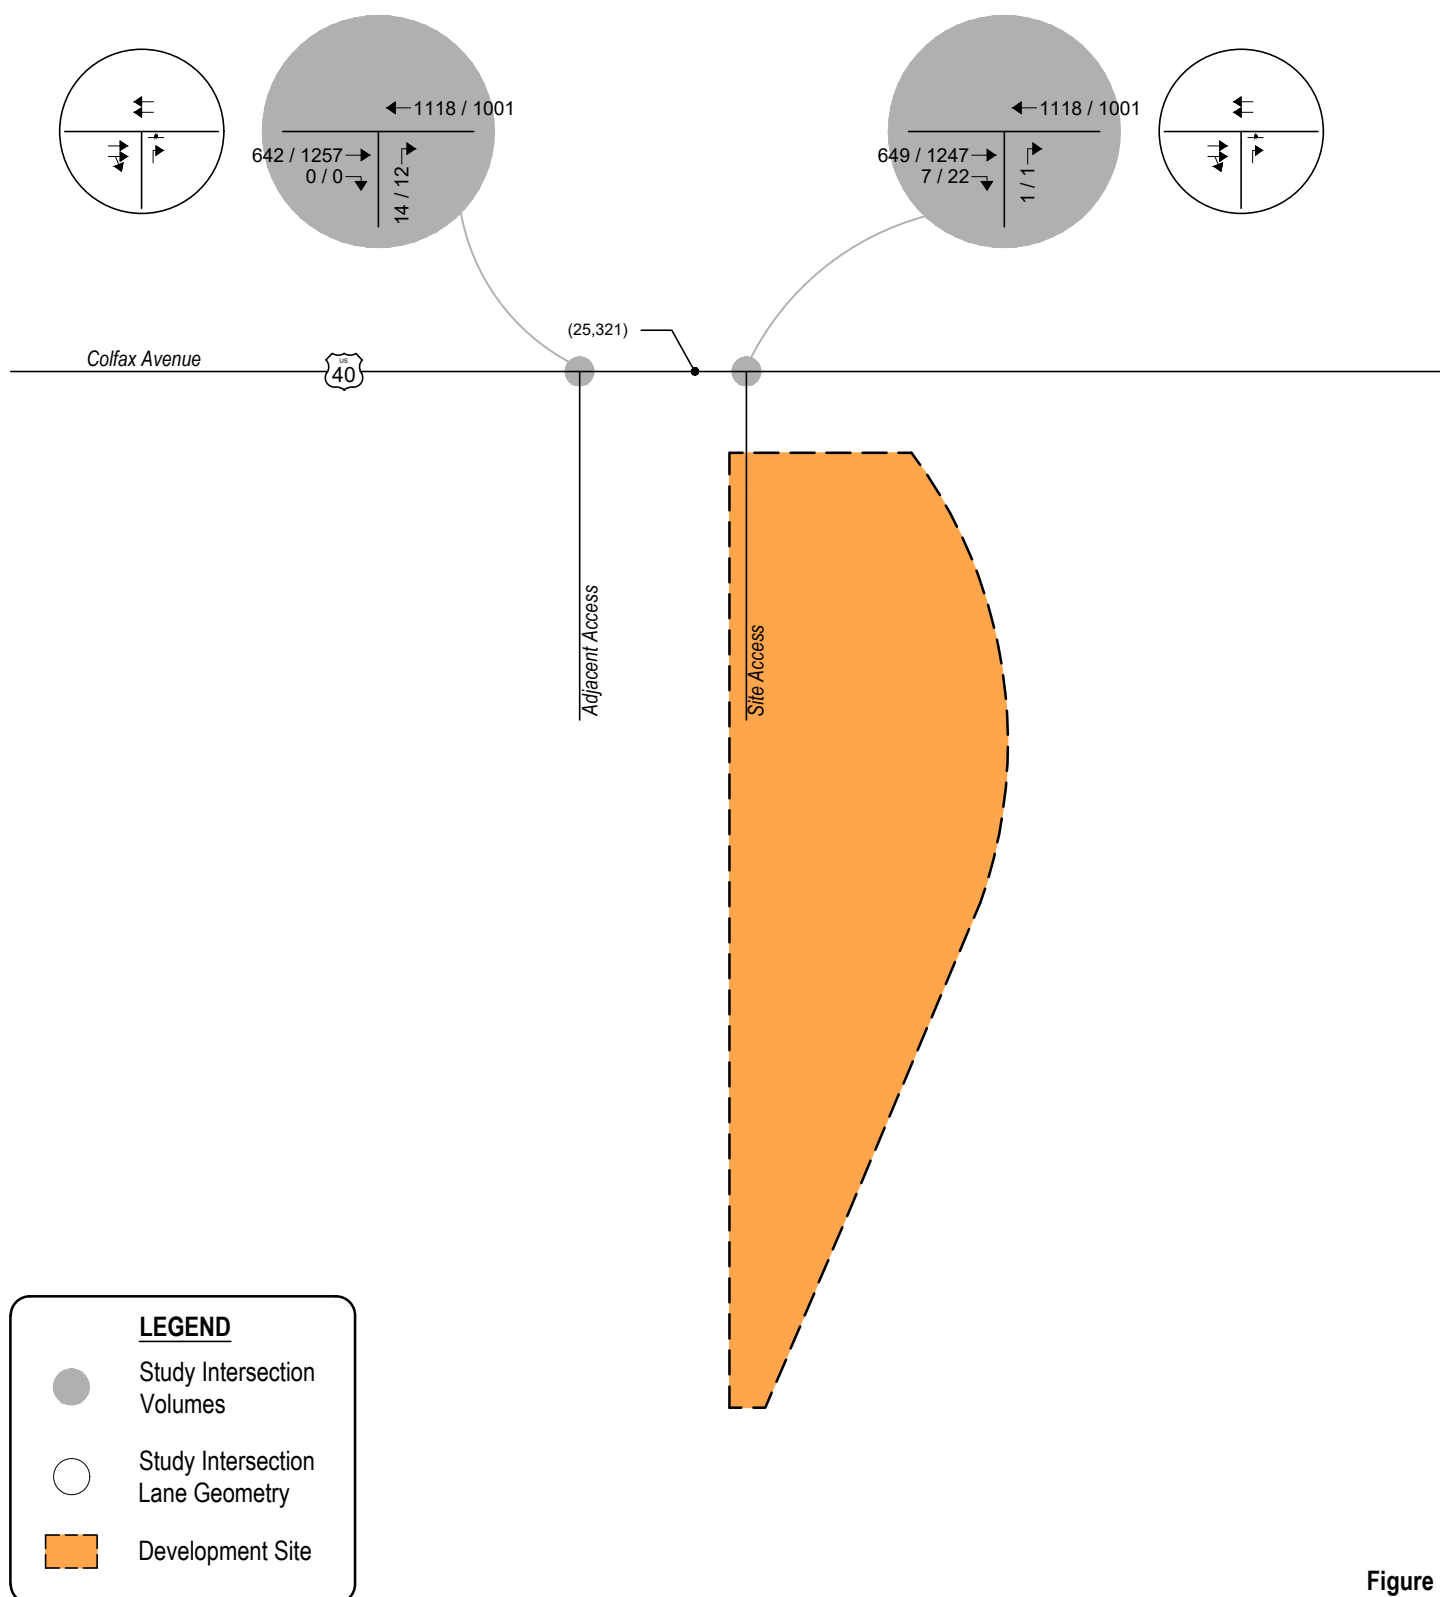 1118 / 1001
642 / 1257
0 / 0
14 / 12
1118 / 1001
649 / 1247
7 / 22
1 / 1
(25,321)
Colfax Avenue
US
40
Adjacent Access
Site Access
LEGEND
Study Intersection
Volumes
Study Intersection
Lane Geometry
Development Site
Figure